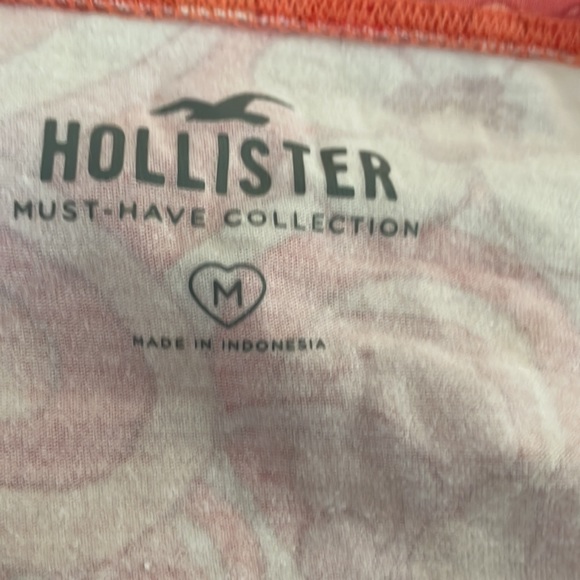 HOLLISTER
MUST-HAVE COLLECTION
M
MADE IN INDONESIA